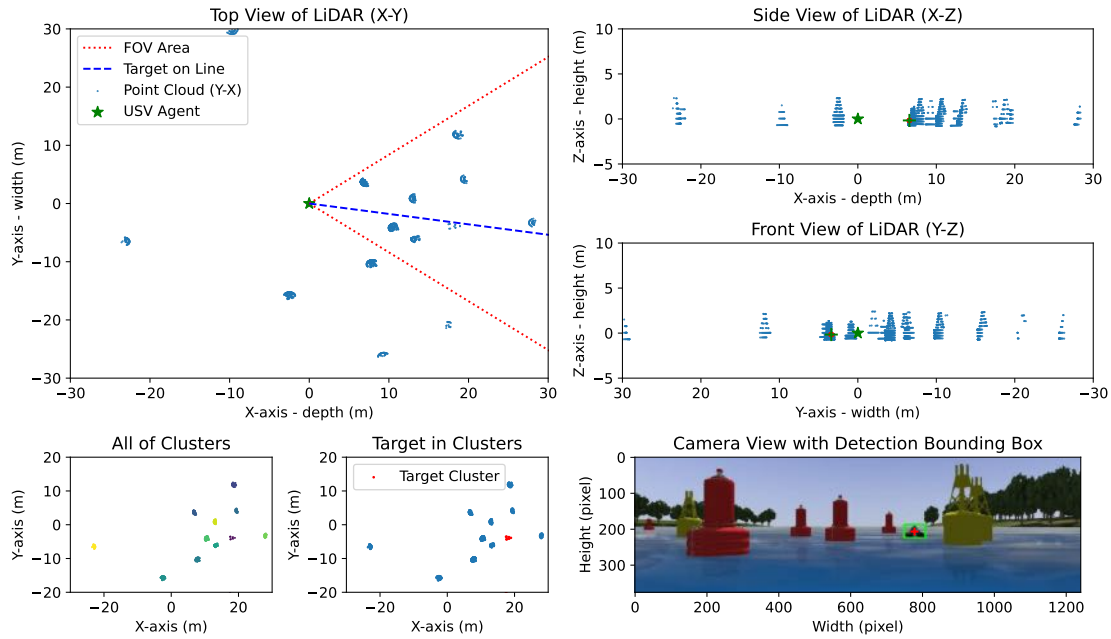 Top View of LiDAR (X-Y)
30
20
10
0
−10
−20
−30
−30
−20
−10
0
10
20
30
Y-axis - width (m)
X-axis - depth (m)
FOV Area
Target on Line
Point Cloud (Y-X)
USV Agent
Side View of LiDAR (X-Z)
10
5
0
−5
−30
−20
−10
0
10
20
30
Z-axis - height (m)
X-axis - depth (m)
Front View of LiDAR (Y-Z)
10
5
0
−5
30
20
10
0
−10
−20
−30
Z-axis - height (m)
Y-axis - width (m)
All of Clusters
20
10
0
−10
−20
−20
0
20
Y-axis (m)
X-axis (m)
Target in Clusters
Target Cluster
20
10
0
−10
−20
−20
0
20
Y-axis (m)
X-axis (m)
Camera View with Detection Bounding Box
0
100
200
300
0
200
400
600
800
1000
1200
Height (pixel)
Width (pixel)